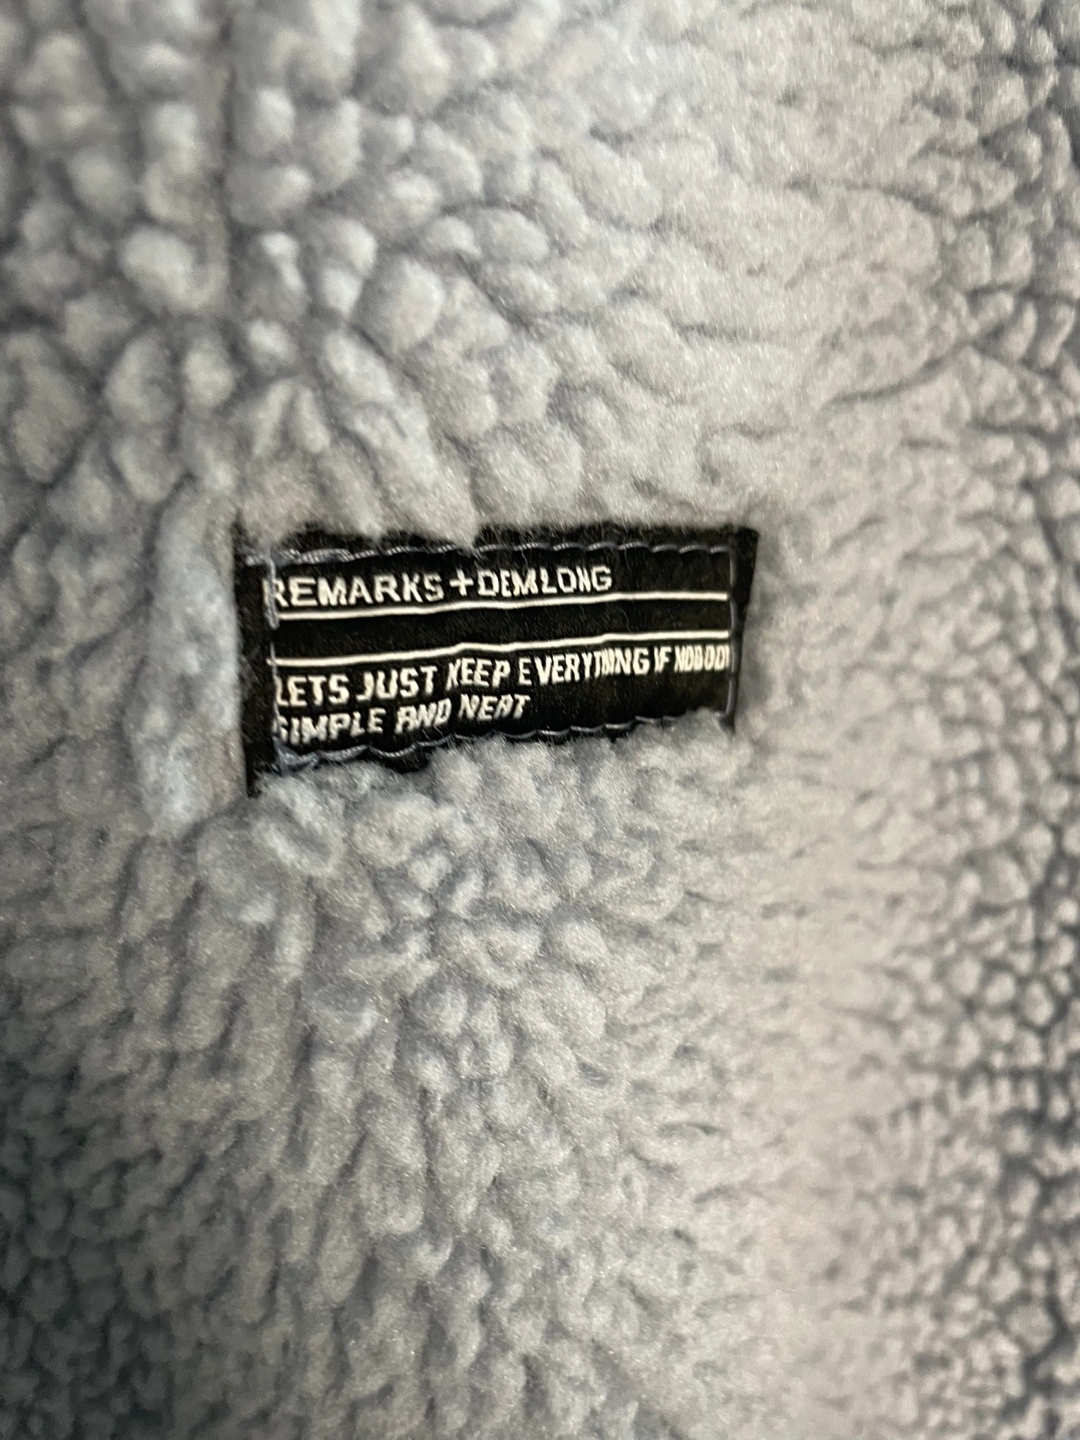 REMARKS+DEMLONG
LETS JUST KEEP EVERYTHING IF NOBODY
SIMPLE AND NEAT